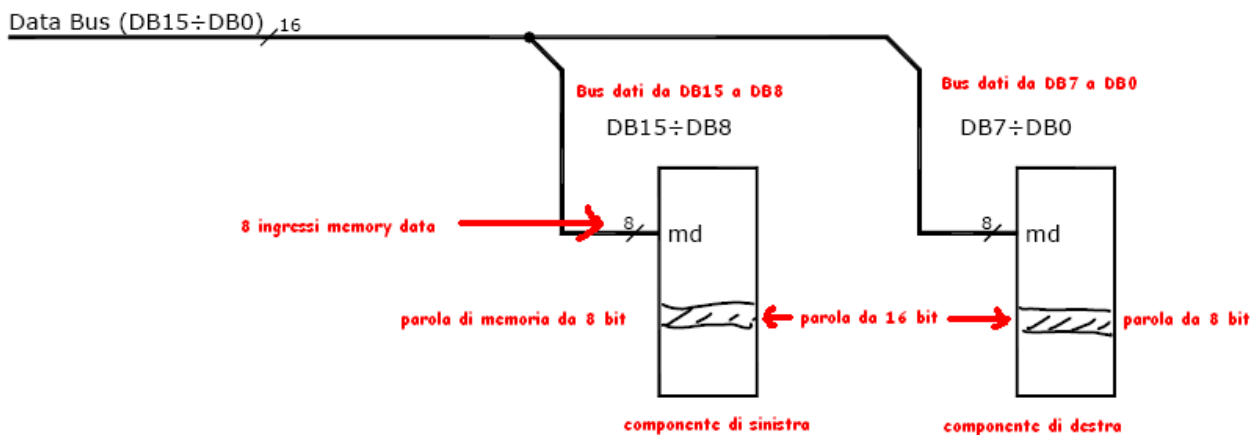 Data Bus (DB15÷DB0) 16
Bus dati da DB15 a DB8
Bus dati da DB7 a DB0
DB15÷DB8
DB7÷DB0
8 ingressi memory data
8
md
8
md
parola di memoria da 8 bit
parola da 16 bit
parola da 8 bit
componente di sinistra
componente di destra